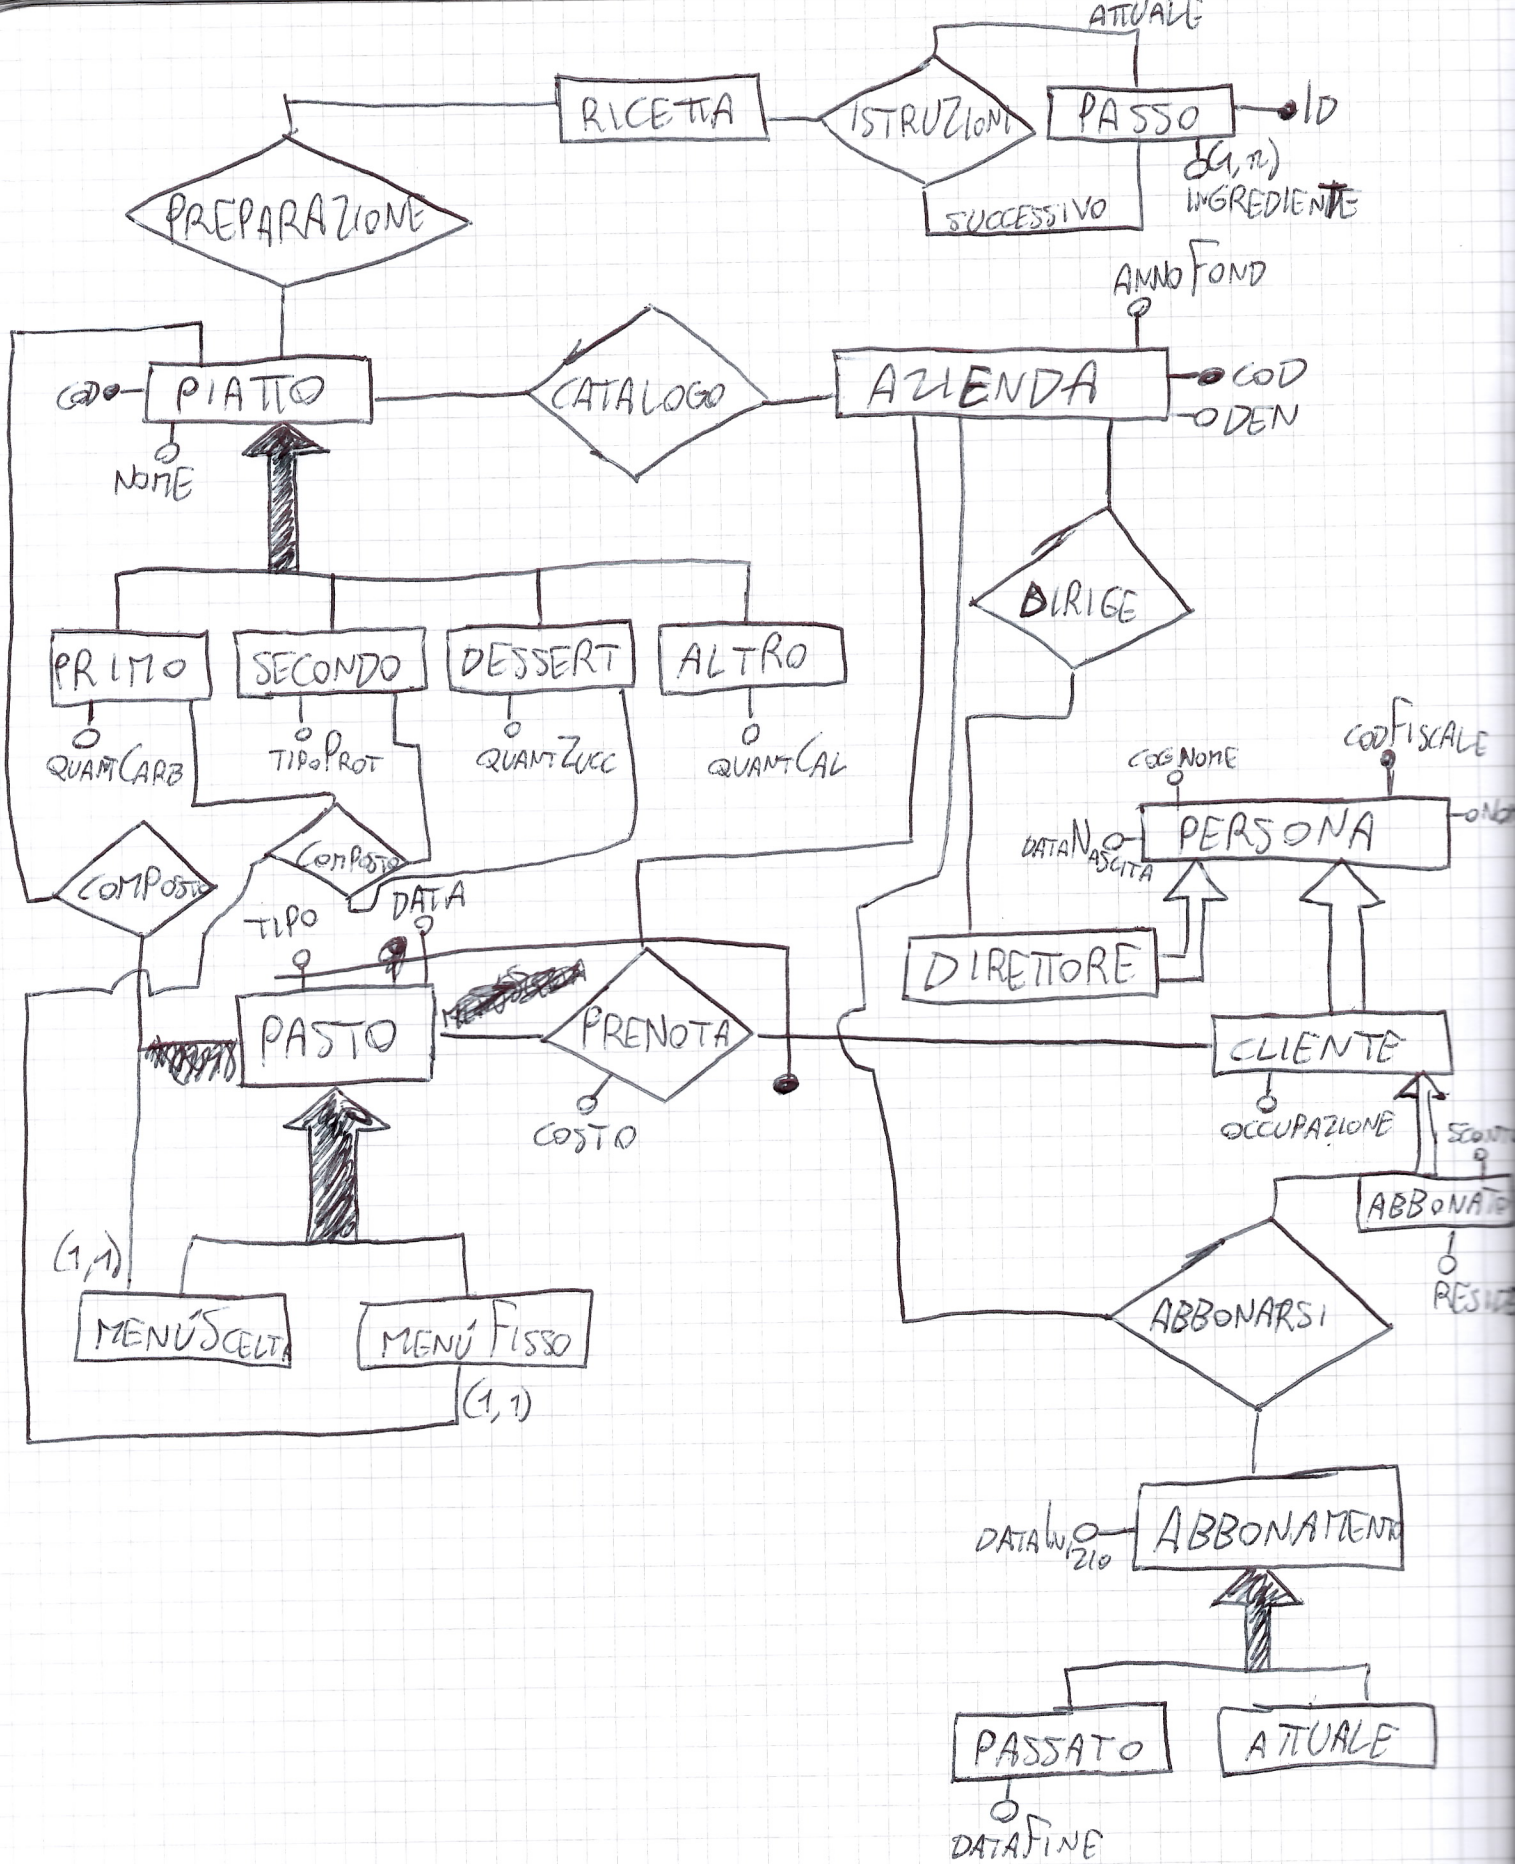 ATTUALE
RICETTA
ISTRUZIONI
PASSO
ID
(1,n)
INGREDIENTE
SUCCESSIVO
PREPARAZIONE
ANNOFOND
COD
PIATTO
CATALOGO
AZIENDA
COD
DEN
NOME
DIRIGE
PRIMO
SECONDO
DESSERT
ALTRO
QUANTCARB
TIPOPROT
QUANTZUCC
QUANTCAL
CODFISCALE
COGNOME
PERSONA
DATANASCITA
COMPOSTO
COMPOSTO
TIPO
DATA
DIRETTORE
PASTO
PRENOTA
CLIENTE
COSTO
OCCUPAZIONE
SCONTO
ABBONATO
(1,1)
MENÚSCELTA
MENÚ FISSO
ABBONARSI
(1,1)
DATAINIZIO
ABBONAMENTO
PASSATO
ATTUALE
DATAFINE